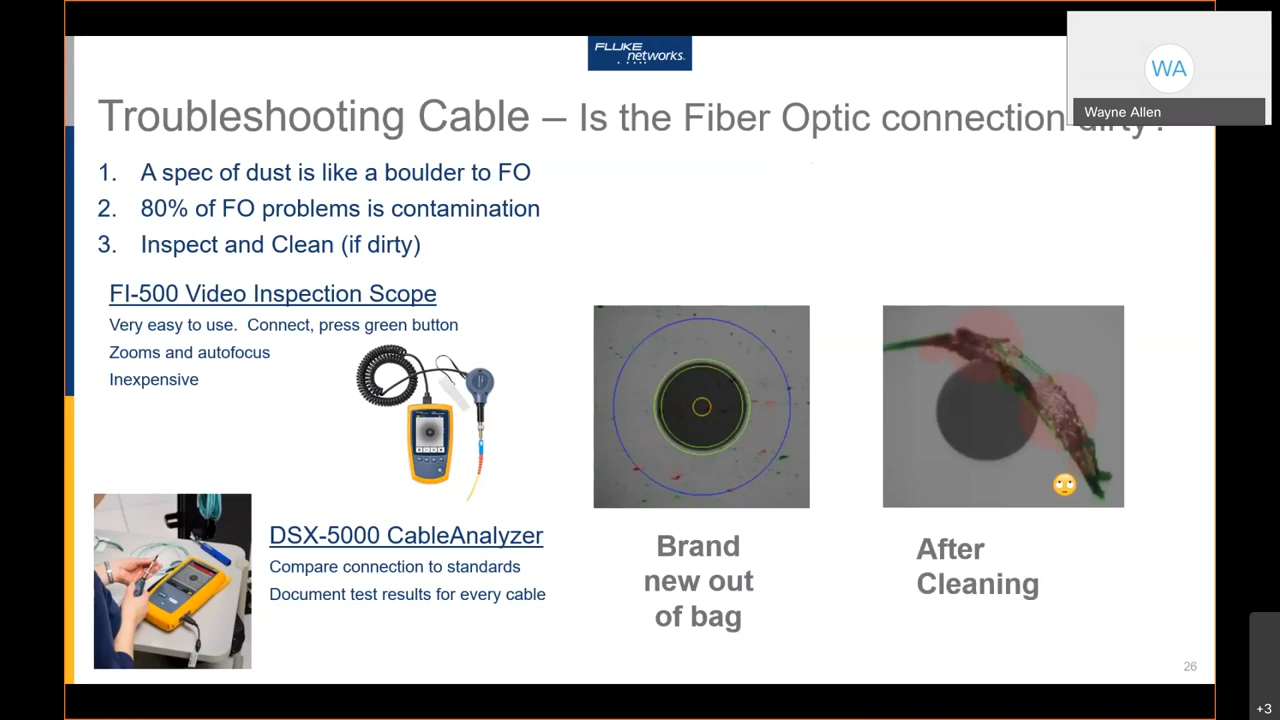 FLUKE
networks.
WA
Wayne Allen
Troubleshooting Cable – Is the Fiber Optic connection dirty?
1. A spec of dust is like a boulder to FO
2. 80% of FO problems is contamination
3. Inspect and Clean (if dirty)
FI-500 Video Inspection Scope
Very easy to use. Connect, press green button
Zooms and autofocus
Inexpensive
DSX-5000 CableAnalyzer
Compare connection to standards
Document test results for every cable
Brand
new out
of bag
After
Cleaning
26
+3